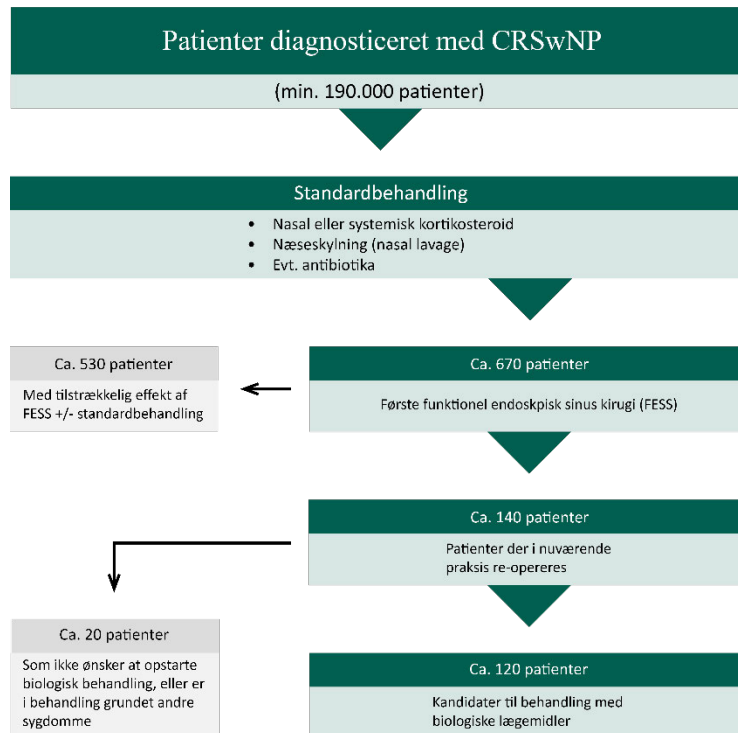 Patienter diagnosticeret med CRSwNP
(min. 190.000 patienter)
Standardbehandling
• Nasal eller systemisk kortikosteroid
• Næseskylning (nasal lavage)
• Evt. antibiotika
Ca. 530 patienter
Med tilstrækkelig effekt af
FESS +/- standardbehandling
Ca. 670 patienter
Første funktionel endoskpisk sinus kirugi (FESS)
Ca. 140 patienter
Patienter der i nuværende
praksis re-opereres
Ca. 20 patienter
Som ikke ønsker at opstarte
biologisk behandling, eller er
i behandling grundet andre
sygdomme
Ca. 120 patienter
Kandidater til behandling med
biologiske lægemidler